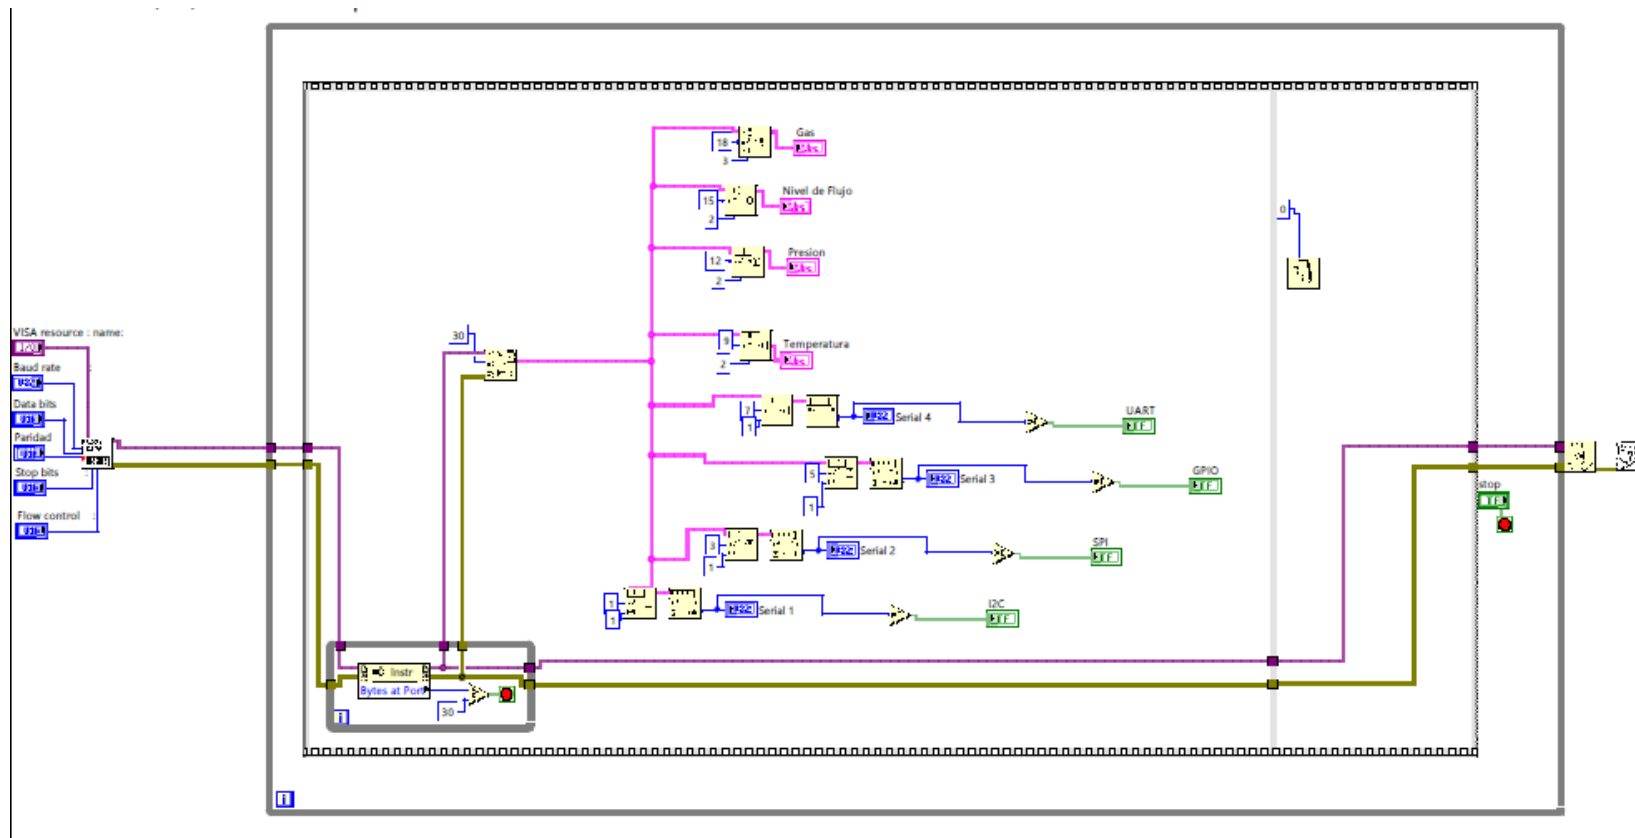 Gas
18
3
Nivel de Flujo
15
2
0
Presion
12
2
VISA resource : name:
30
9
Temperatura
2
Baud rate :
Data bits
7
1
Serial 4
UART
Paridad
Stop bits :
5
1
Serial 3
GPIO
stop
Flow control :
3
1
Serial 2
SPI
1
1
Serial 1
I2C
Instr
Bytes at Port
30
i
i